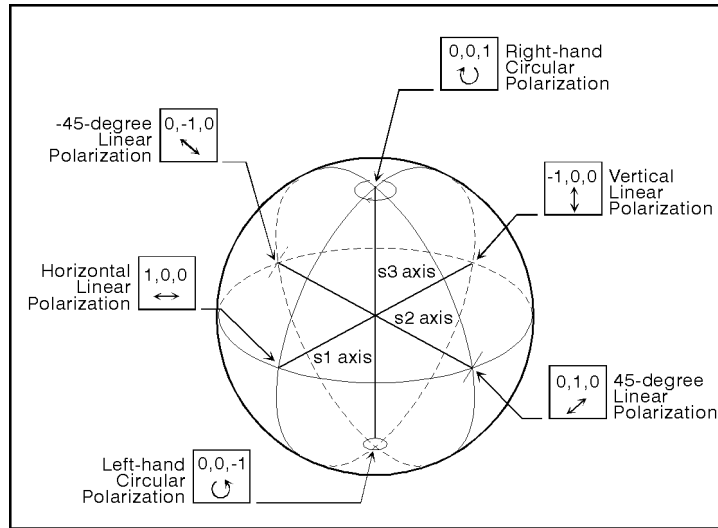 0,0,1
Right-hand
Circular
Polarization
-45-degree
Linear
Polarization
0,-1,0
-1,0,0
Vertical
Linear
Polarization
Horizontal
Linear
Polarization
1,0,0
s3 axis
s2 axis
s1 axis
0,1,0
45-degree
Linear
Polarization
Left-hand
Circular
Polarization
0,0,-1